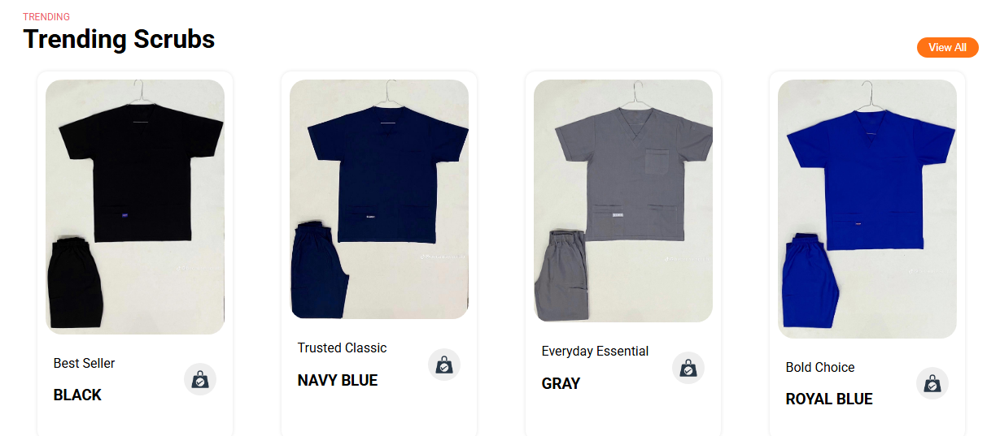 TRENDING
Trending Scrubs
View All
Best Seller
BLACK
Trusted Classic
NAVY BLUE
Everyday Essential
GRAY
Bold Choice
ROYAL BLUE